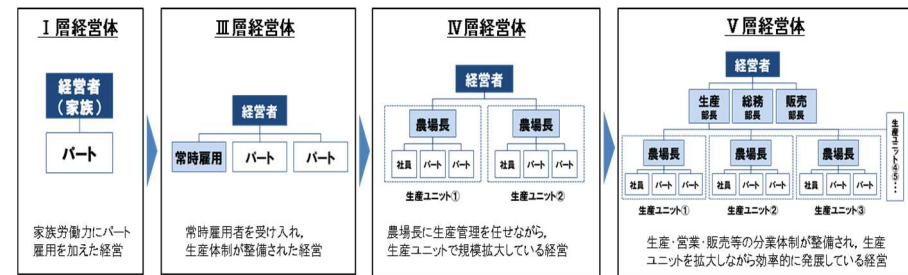 Ⅰ層経営体
経営者
(家族)
パート
家族労働力にパート
雇用を加えた経営
Ⅲ層経営体
経営者
常時雇用
パート
パート
常時雇用者を受け入れ,
生産体制が整備された経営
Ⅳ層経営体
経営者
農場長
農場長
社員
パート
パート
社員
パート
パート
生産ユニット①
生産ユニット②
農場長に生産管理を任せながら,
生産ユニットで規模拡大している経営
Ⅴ層経営体
経営者
生産
部長
総務
部長
販売
部長
農場長
農場長
農場長
社員
パート
パート
社員
パート
パート
社員
パート
パート
生産ユニット①
生産ユニット②
生産ユニット③
生産ユニット④⑤・・・
生産・営業・販売等の分業体制が整備され,生産
ユニットを拡大しながら効率的に発展している経営